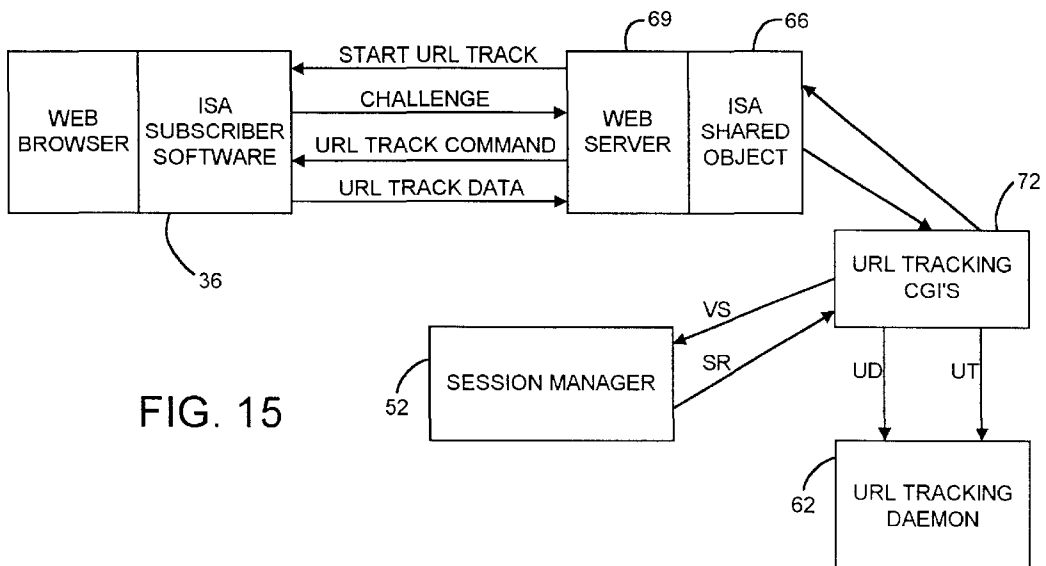 69
66
START URL TRACK
CHALLENGE
URL TRACK COMMAND
URL TRACK DATA
WEB
BROWSER
ISA
SUBSCRIBER
SOFTWARE
WEB
SERVER
ISA
SHARED
OBJECT
36
72
URL TRACKING
CGI'S
VS
SR
SESSION MANAGER
52
UD
UT
FIG. 15
62
URL TRACKING
DAEMON